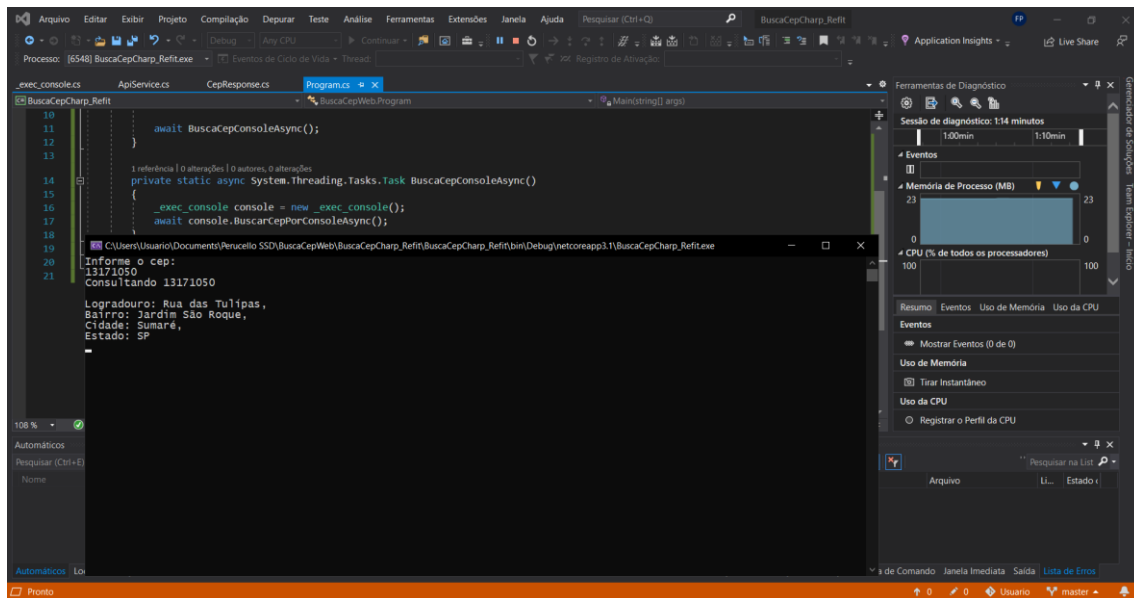 Arquivo Editar Exibir Projeto Compilação Depurar Teste Análise Ferramentas Extensões Janela Ajuda Pesquisar (Ctrl+Q) BuscaCepCharp_Refit FP
Debug Any CPU Continuar Application Insights Live Share
Processo: [6548] BuscaCepCharp_Refit.exe Eventos de Ciclo de Vida Thread: Registro de Ativação:
_exec_console.cs ApiService.cs CepResponse.cs Program.cs
BuscaCepCharp_Refit BuscaCepWeb.Program Main(string[] args)
10
11 await BuscaCepConsoleAsync();
12 }
13
1 referência | 0 alterações | 0 autores, 0 alterações
14 private static async System.Threading.Tasks.Task BuscaCepConsoleAsync()
15 {
16 _exec_console console = new _exec_console();
17 await console.BuscarCepPorConsoleAsync();
18 }
19
20
21
C:\Users\Usuario\Documents\Perucello SSD\BuscaCepWeb\BuscaCepCharp_Refit\BuscaCepCharp_Refit\bin\Debug\netcoreapp3.1\BuscaCepCharp_Refit.exe
Informe o cep:
13171050
Consultando 13171050
Logradouro: Rua das Tulipas,
Bairro: Jardim São Roque,
Cidade: Sumaré,
Estado: SP
Ferramentas de Diagnóstico
Sessão de diagnóstico: 1:14 minutos
1:00min 1:10min
Eventos
Memória de Processo (MB)
23 23
0 0
CPU (% de todos os processadores)
100 100
Resumo Eventos Uso de Memória Uso da CPU
Eventos
Mostrar Eventos (0 de 0)
Uso de Memória
Tirar Instantâneo
Uso da CPU
Registrar o Perfil da CPU
Gerenciador de Soluções
Team Explorer – Início
108 %
Automáticos
Pesquisar (Ctrl+E)
Pesquisar na List
Nome
Arquivo Li... Estado
Automáticos Lo
a de Comando Janela Imediata Saída Lista de Erros
Pronto 0 0 Usuario master